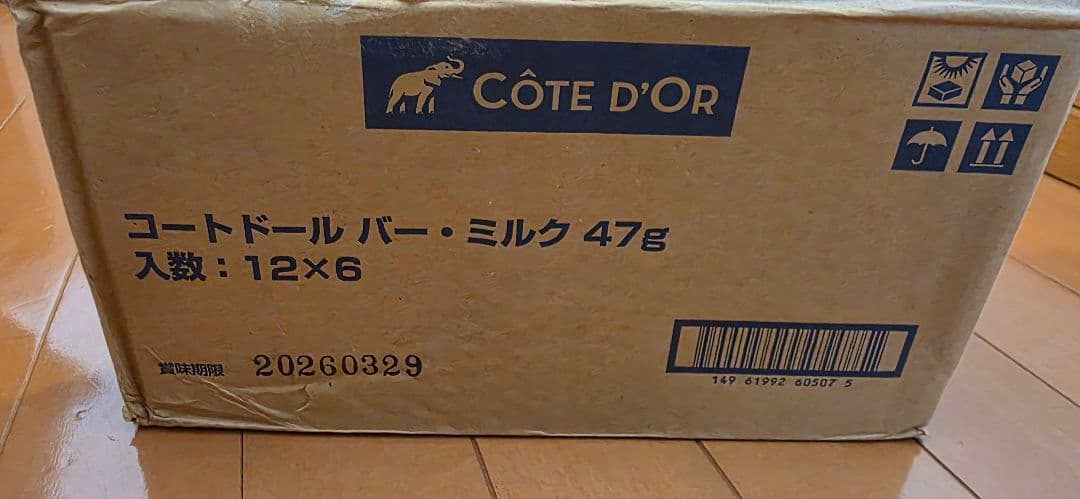 CÔTE D'OR
コートドール バー・ミルク 47g
入数：12×6
賞味期限 20260329
149 61992 60507 5